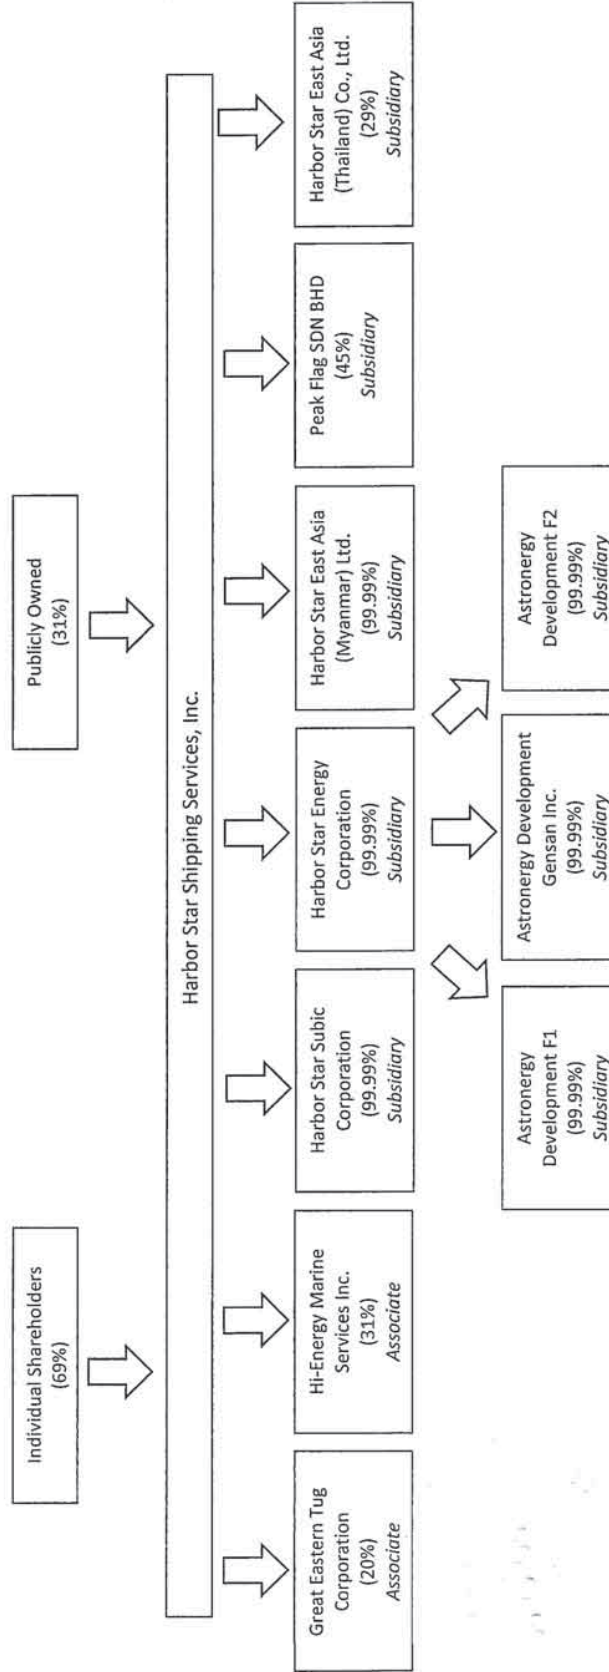 Individual Shareholders
(69%)
Publicly Owned
(31%)
Harbor Star Shipping Services, Inc.
Great Eastern Tug
Corporation
(20%)
Associate
Hi-Energy Marine
Services Inc.
(31%)
Associate
Harbor Star Subic
Corporation
(99.99%)
Subsidiary
Harbor Star Energy
Corporation
(99.99%)
Subsidiary
Harbor Star East Asia
(Myanmar) Ltd.
(99.99%)
Subsidiary
Peak Flag SDN BHD
(45%)
Subsidiary
Harbor Star East Asia
(Thailand) Co., Ltd.
(29%)
Subsidiary
Astronergy
Development F1
(99.99%)
Subsidiary
Astronergy Development
Gensan Inc.
(99.99%)
Subsidiary
Astronergy
Development F2
(99.99%)
Subsidiary